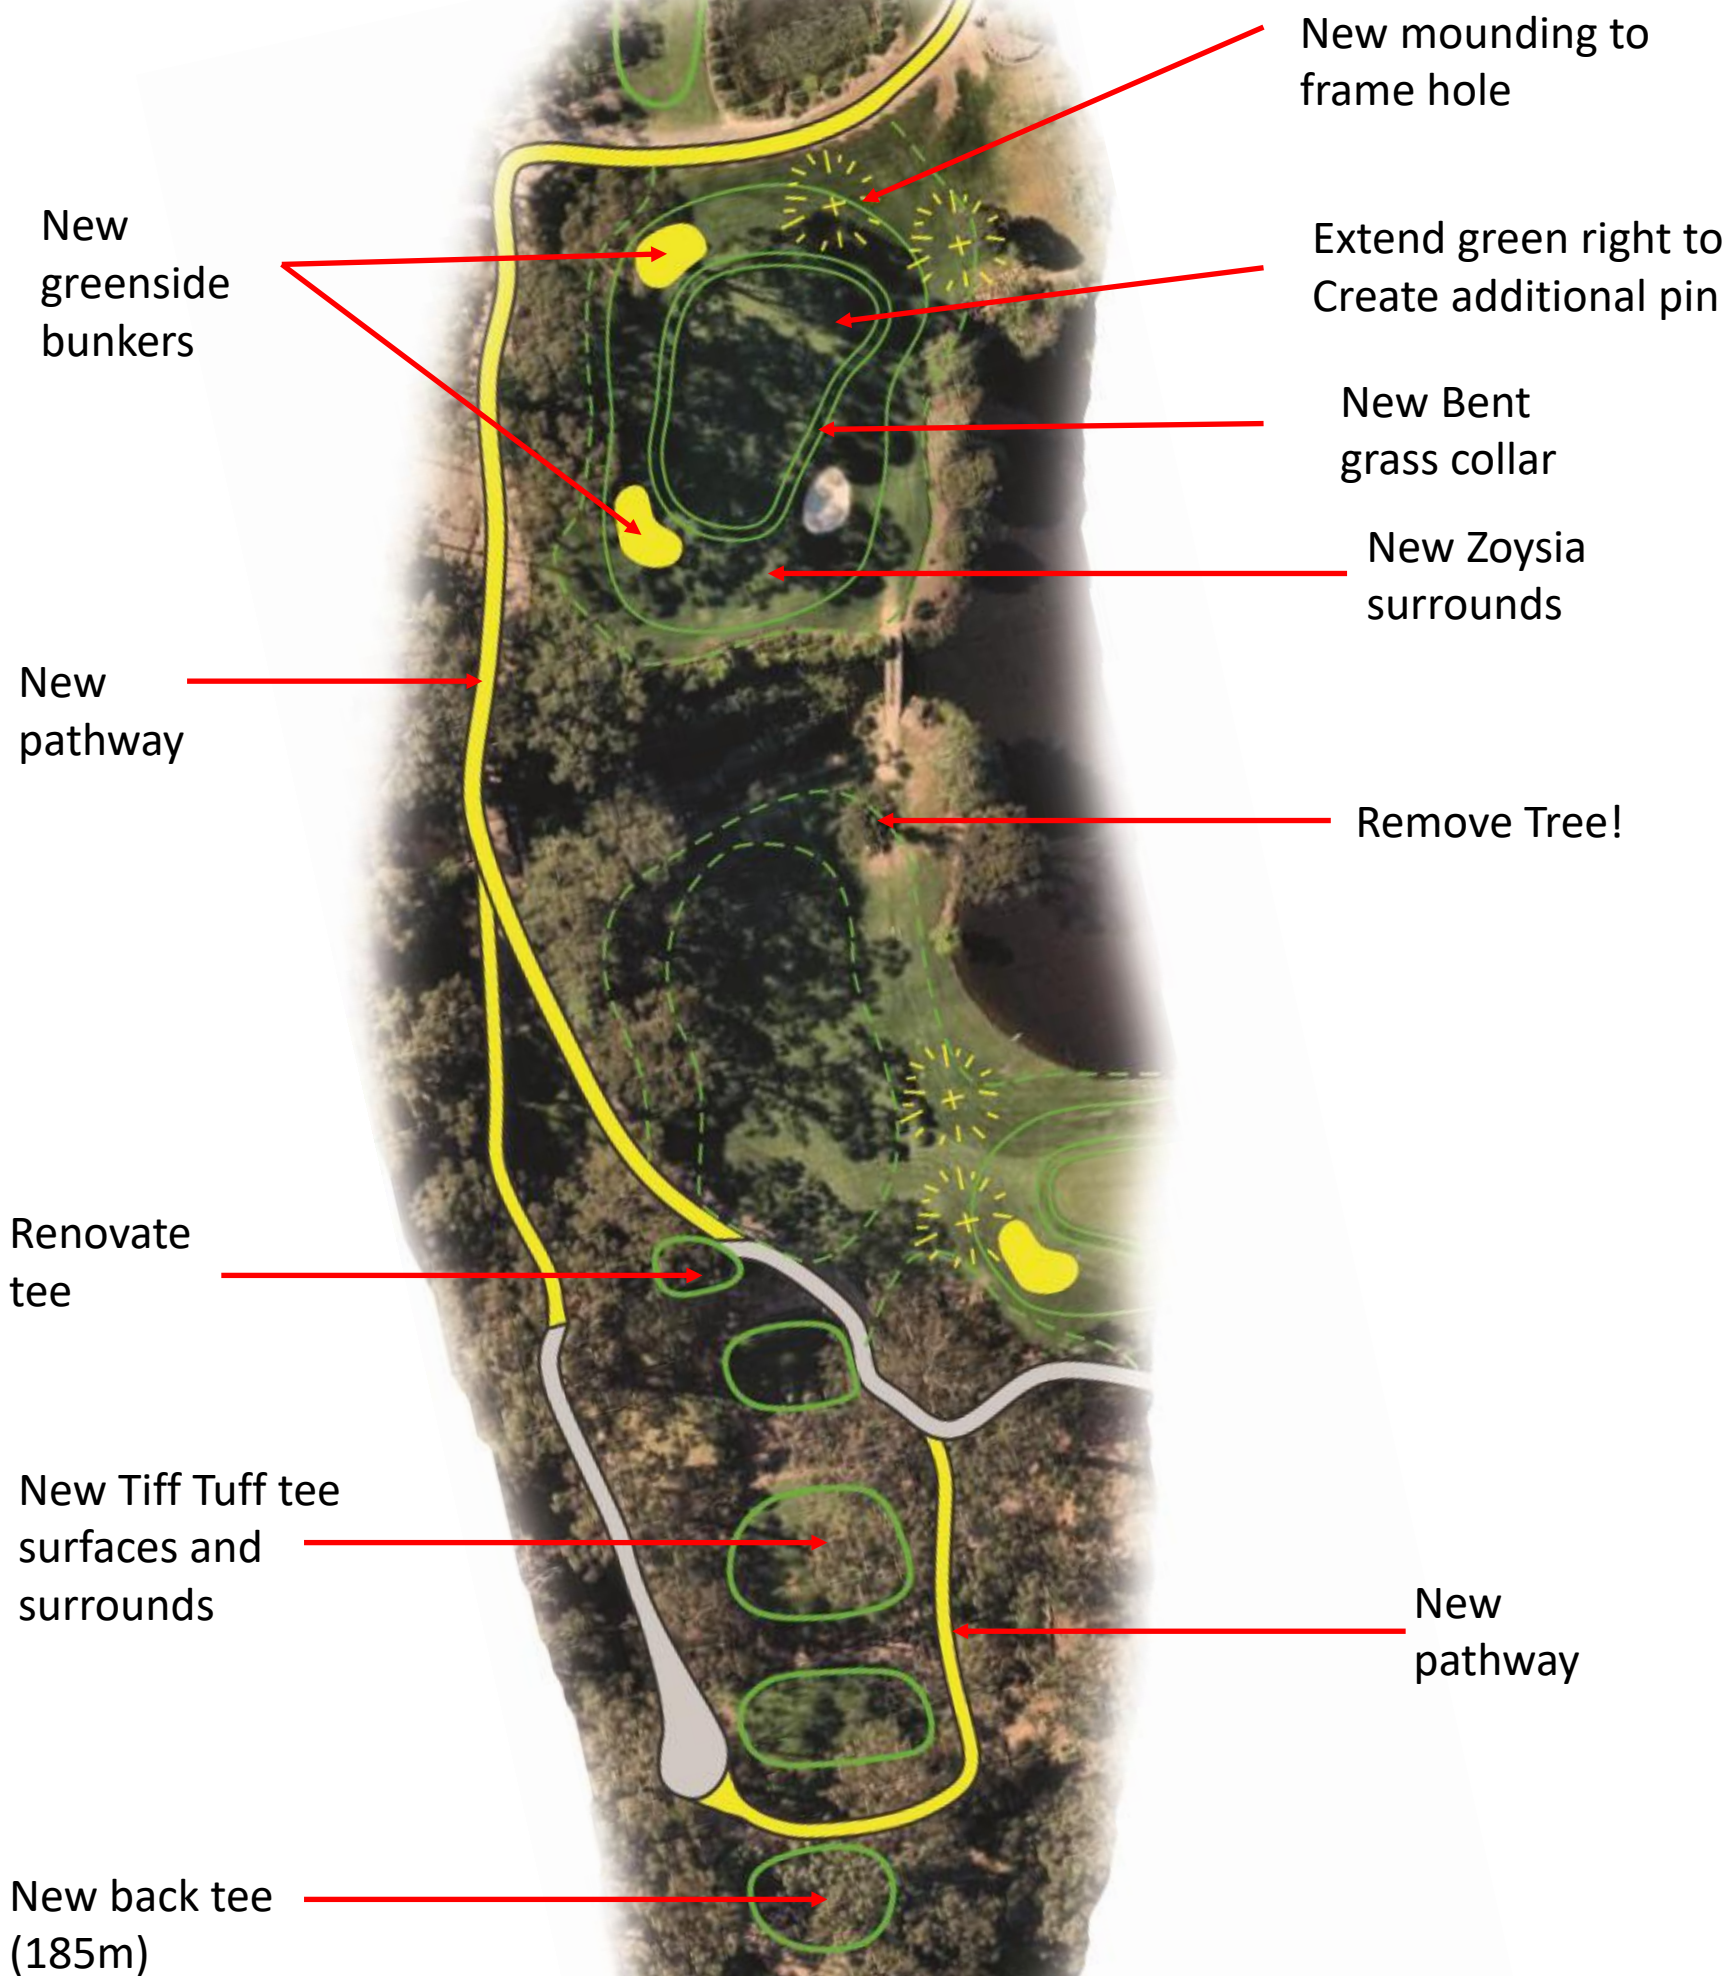 New mounding to
frame hole
New
greenside
bunkers
Extend green right to
Create additional pin
New Bent
grass collar
New Zoysia
surrounds
New
pathway
Remove Tree!
Renovate
tee
New Tiff Tuff tee
surfaces and
surrounds
New
pathway
New back tee
(185m)